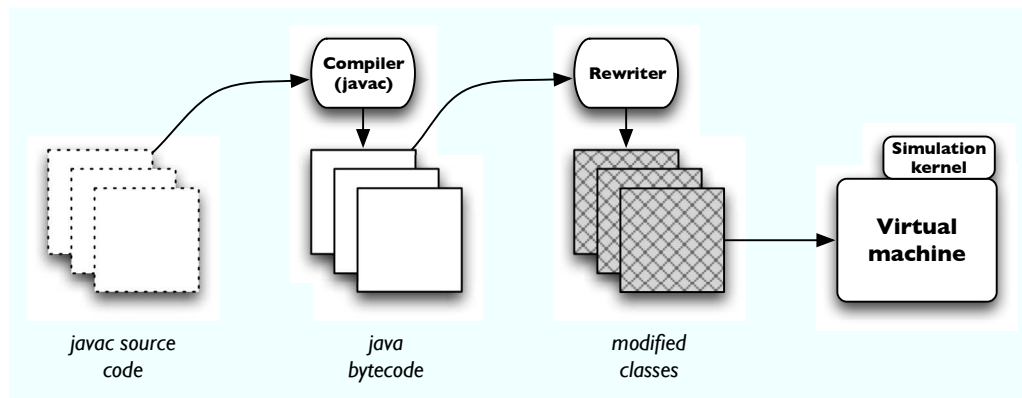 Compiler
(javac)
Rewriter
Simulation
kernel
Virtual
machine
javac source
code
java
bytecode
modified
classes